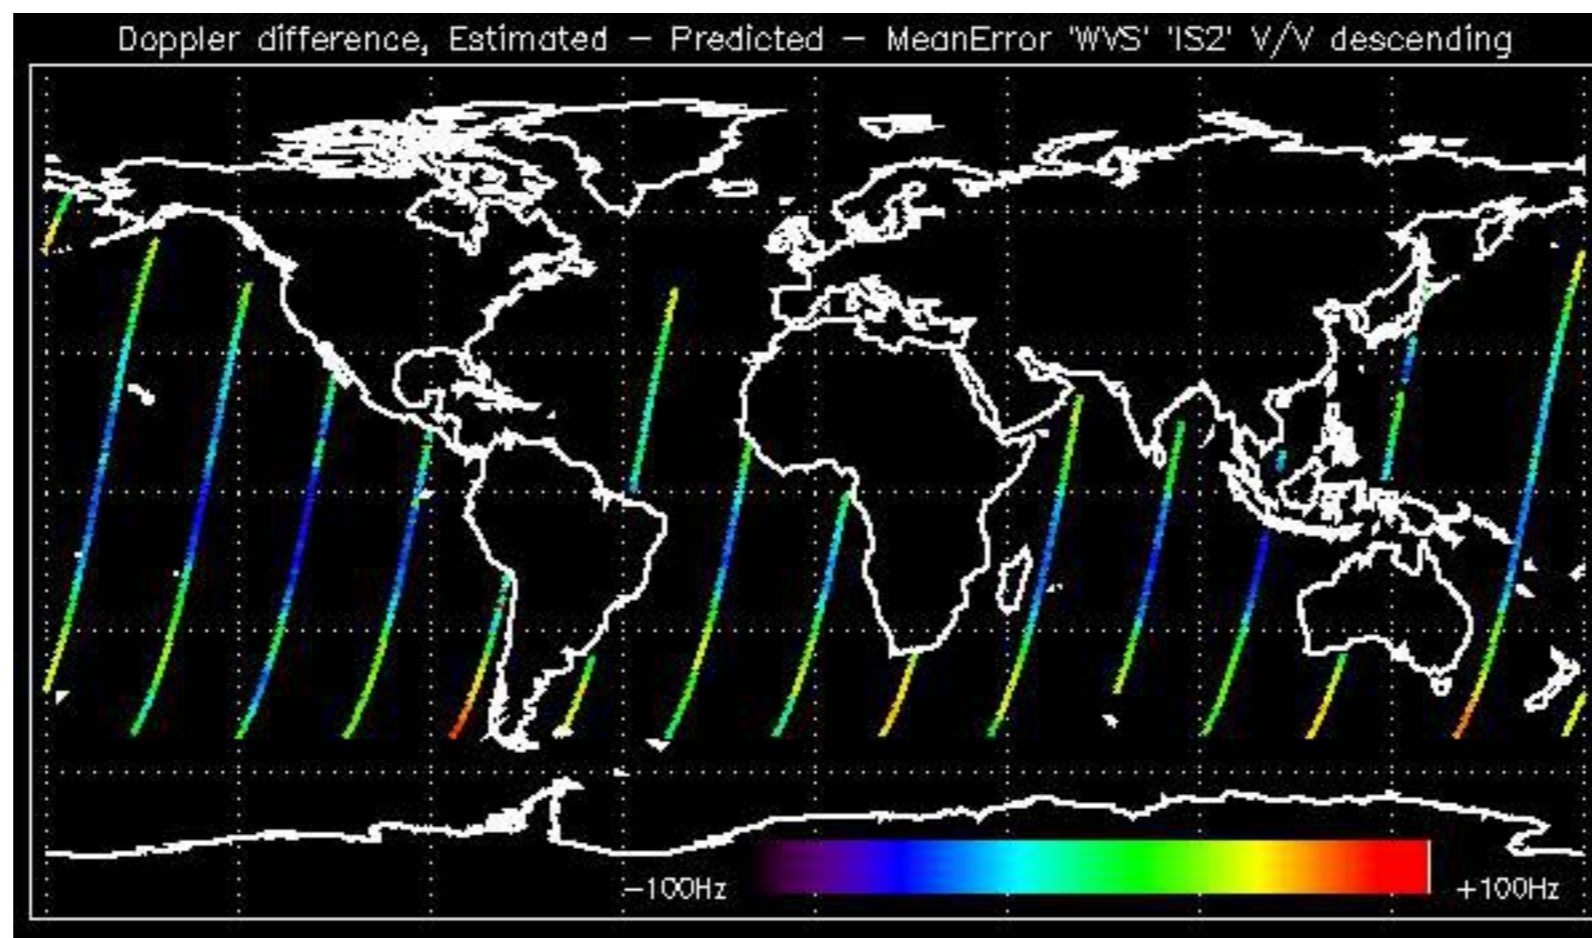 Doppler difference, Estimated – Predicted – MeanError 'WVS' 'IS2' V/V descending
-100Hz +100Hz